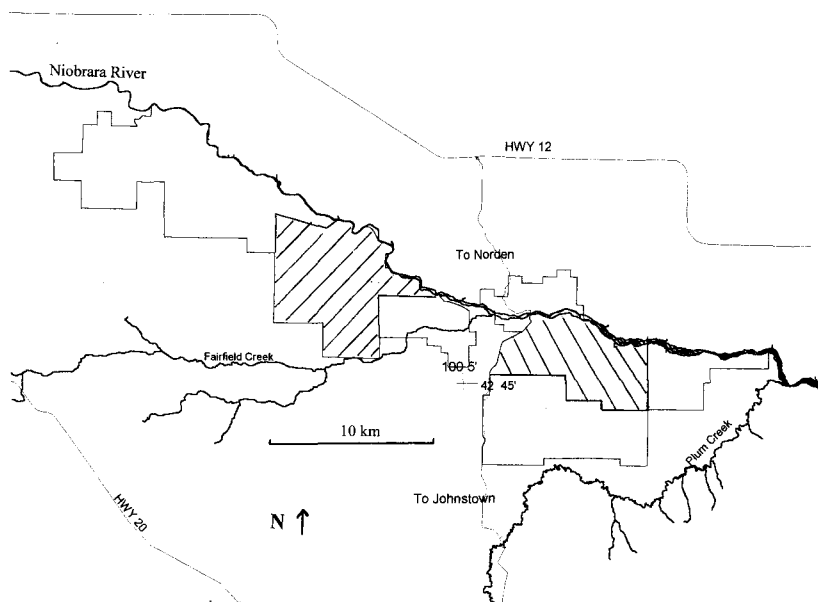 Niobrara River
HWY 12
To Norden
Fairfield Creek
100 5'
42 45'
10 km
Plum Creek
To Johnstown
HWY 20
N